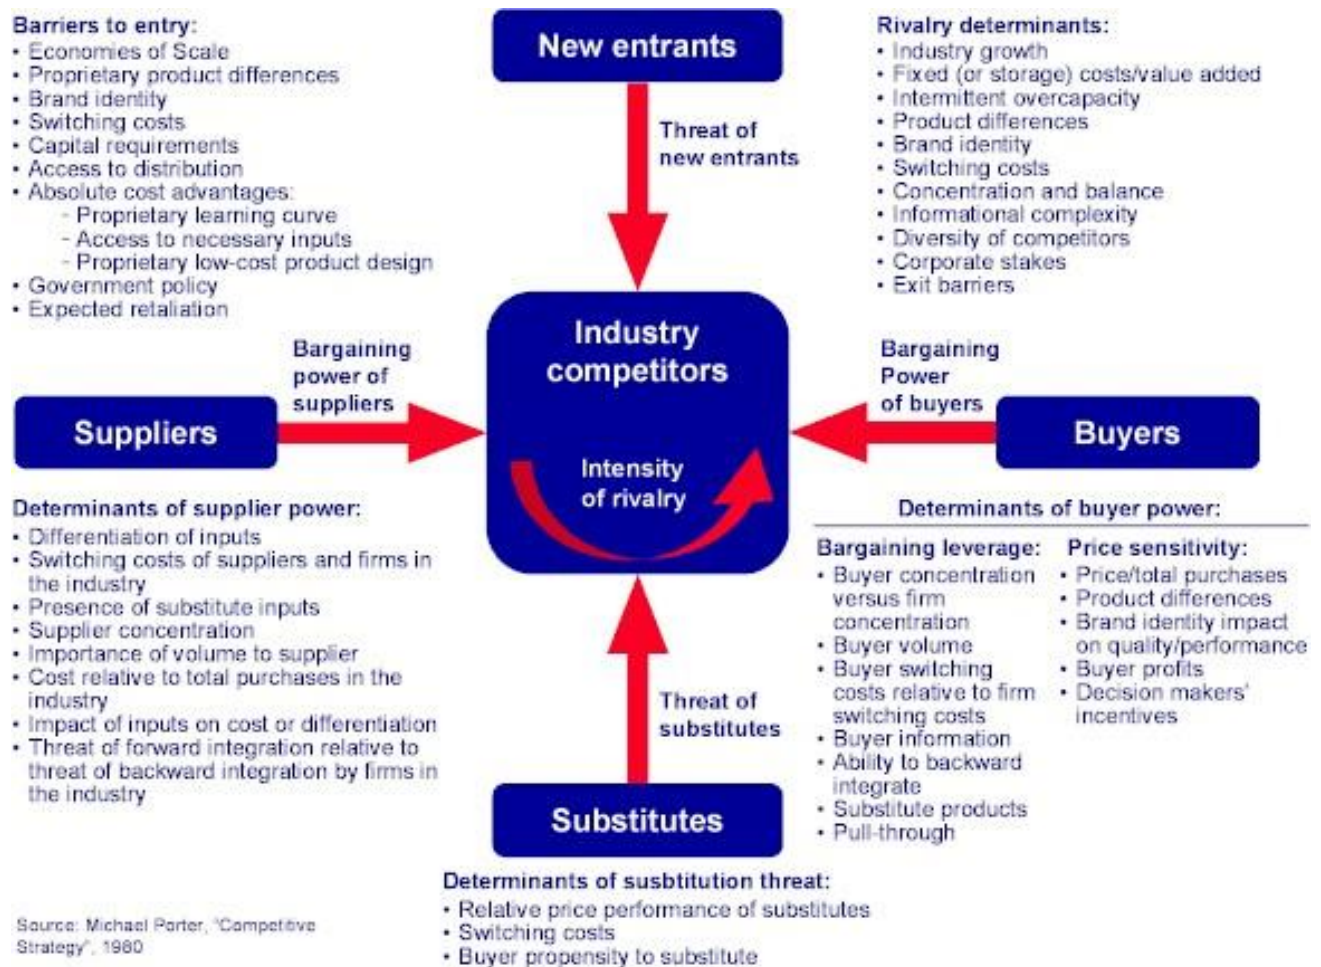 Barriers to entry:
• Economies of Scale
• Proprietary product differences
• Brand identity
• Switching costs
• Capital requirements
• Access to distribution
• Absolute cost advantages:
- Proprietary learning curve
- Access to necessary inputs
- Proprietary low-cost product design
• Government policy
• Expected retaliation
New entrants
Threat of
new entrants
Rivalry determinants:
• Industry growth
• Fixed (or storage) costs/value added
• Intermittent overcapacity
• Product differences
• Brand identity
• Switching costs
• Concentration and balance
• Informational complexity
• Diversity of competitors
• Corporate stakes
• Exit barriers
Bargaining
power of
suppliers
Suppliers
Industry
competitors
Intensity
of rivalry
Bargaining
Power
of buyers
Buyers
Determinants of supplier power:
• Differentiation of inputs
• Switching costs of suppliers and firms in
the industry
• Presence of substitute inputs
• Supplier concentration
• Importance of volume to supplier
• Cost relative to total purchases in the
industry
• Impact of inputs on cost or differentiation
• Threat of forward integration relative to
threat of backward integration by firms in
the industry
Threat of
substitutes
Substitutes
Determinants of buyer power:
Bargaining leverage:
• Buyer concentration
versus firm
concentration
• Buyer volume
• Buyer switching
costs relative to firm
switching costs
• Buyer information
• Ability to backward
integrate
• Substitute products
• Pull-through
Price sensitivity:
• Price/total purchases
• Product differences
• Brand identity impact
on quality/performance
• Buyer profits
• Decision makers'
incentives
Determinants of susbtitution threat:
• Relative price performance of substitutes
• Switching costs
• Buyer propensity to substitute
Source: Michael Porter, "Competitive
Strategy", 1980